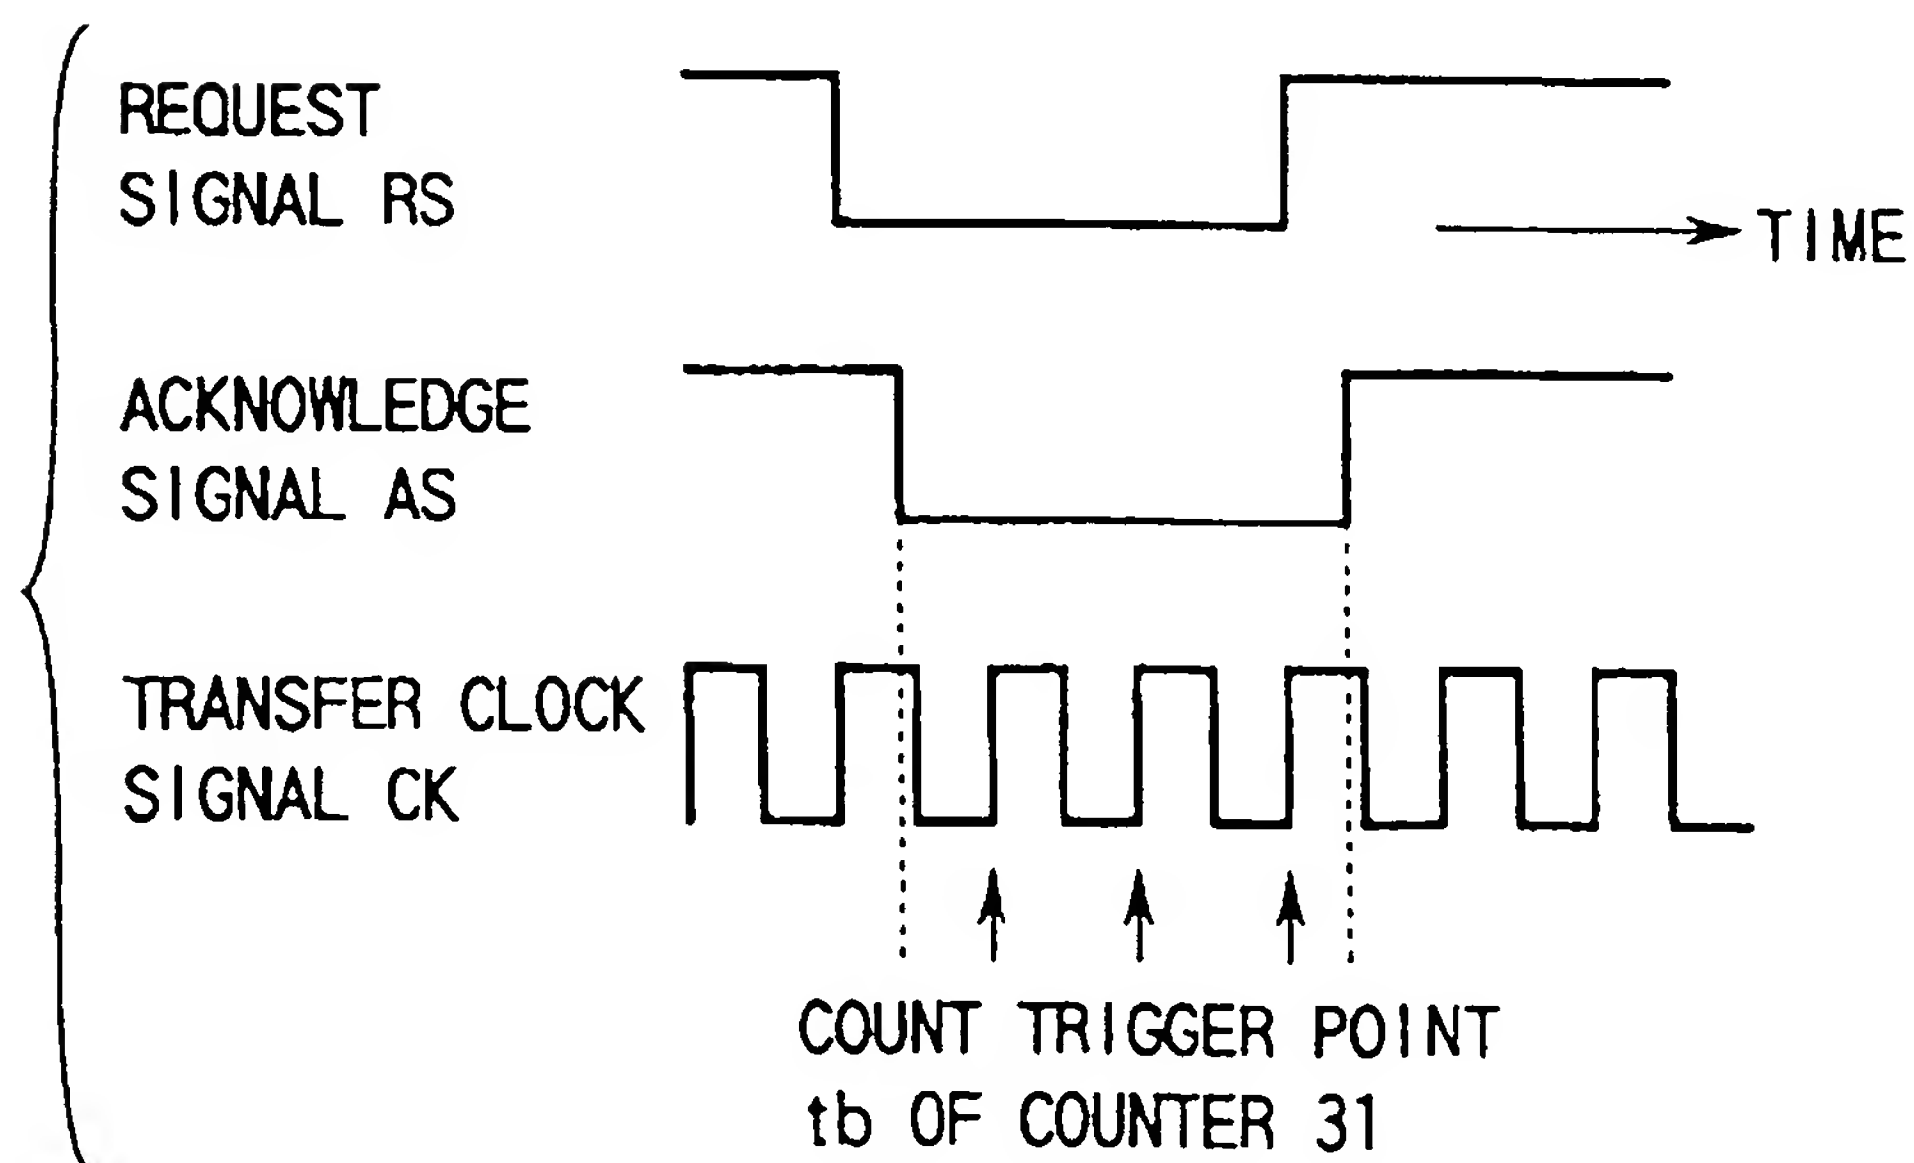 REQUEST
SIGNAL RS
TIME
ACKNOWLEDGE
SIGNAL AS
TRANSFER CLOCK
SIGNAL CK
COUNT TRIGGER POINT
tb OF COUNTER 31